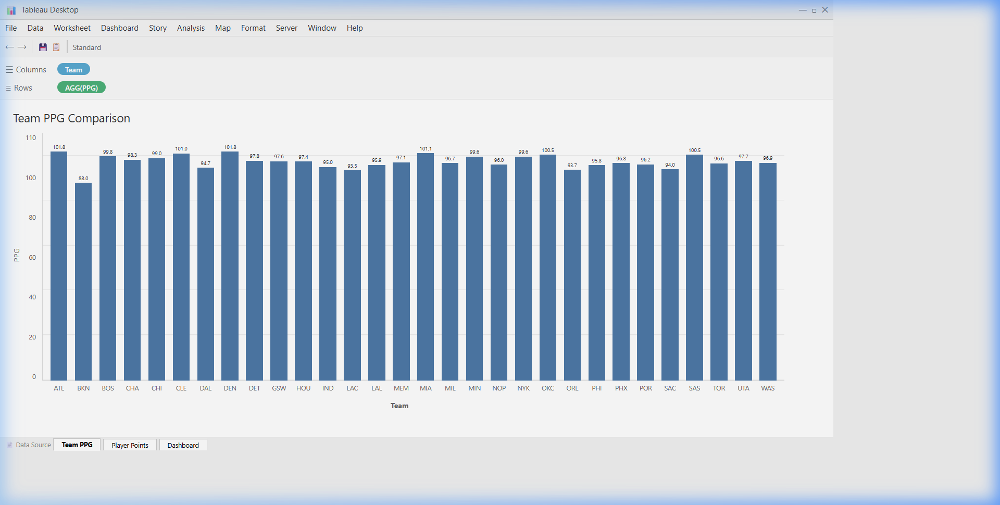 Tableau Desktop
File Data Worksheet Dashboard Story Analysis Map Format Server Window Help
Standard
Columns Team
Rows AGG(PPG)
Team PPG Comparison
110
100
80
60
40
20
0
PPG
101.8 88.0 99.8 98.3 99.0 101.0 94.7 101.8 97.8 97.6 97.4 95.0 93.5 95.9 97.1 101.1 96.7 99.6 96.0 99.6 100.5 93.7 95.8 96.8 96.2 94.0 100.5 96.6 97.7 96.9
ATL BKN BOS CHA CHI CLE DAL DEN DET GSW HOU IND LAC LAL MEM MIA MIL MIN NOP NYK OKC ORL PHI PHX POR SAC SAS TOR UTA WAS
Team
Data Source Team PPG Player Points Dashboard